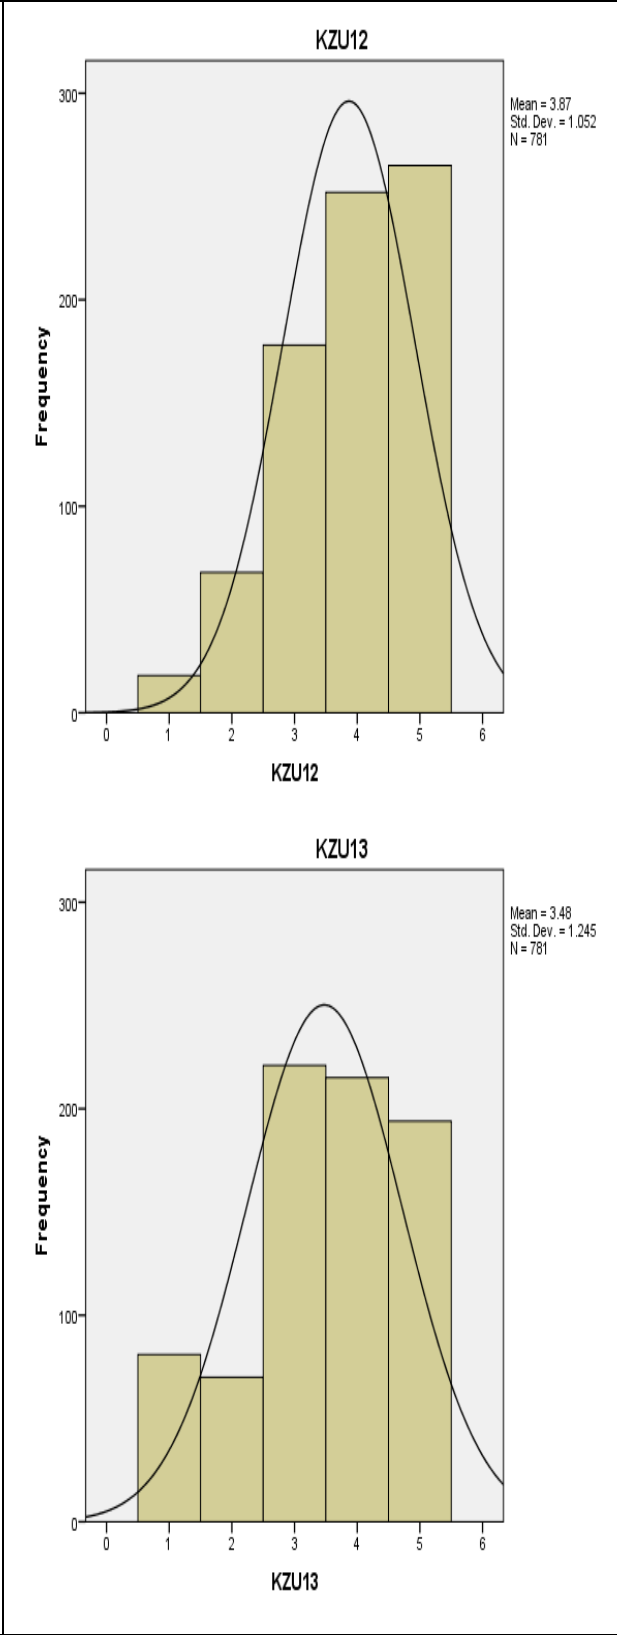 KZU12
Mean = 3.87
Std. Dev. = 1.052
N = 781
300
200
100
0
Frequency
0 1 2 3 4 5 6
KZU12
KZU13
Mean = 3.48
Std. Dev. = 1.245
N = 781
300
200
100
0
Frequency
0 1 2 3 4 5 6
KZU13